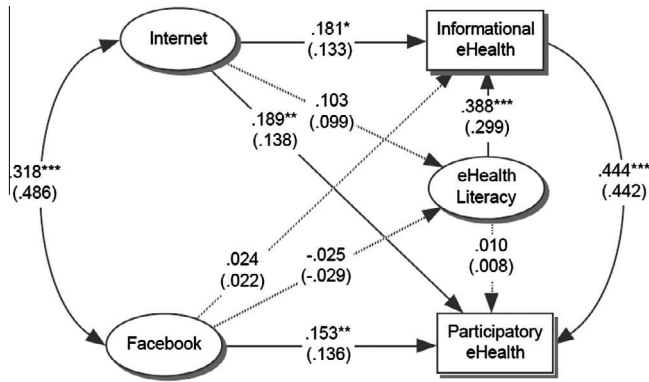 Internet
.181*
(.133)
Informational
eHealth
.103
(.099)
.189**
(.138)
.388***
(.299)
.318***
(.486)
eHealth
Literacy
.444***
(.442)
.024
(.022)
-.025
(-.029)
.010
(.008)
Facebook
.153**
(.136)
Participatory
eHealth